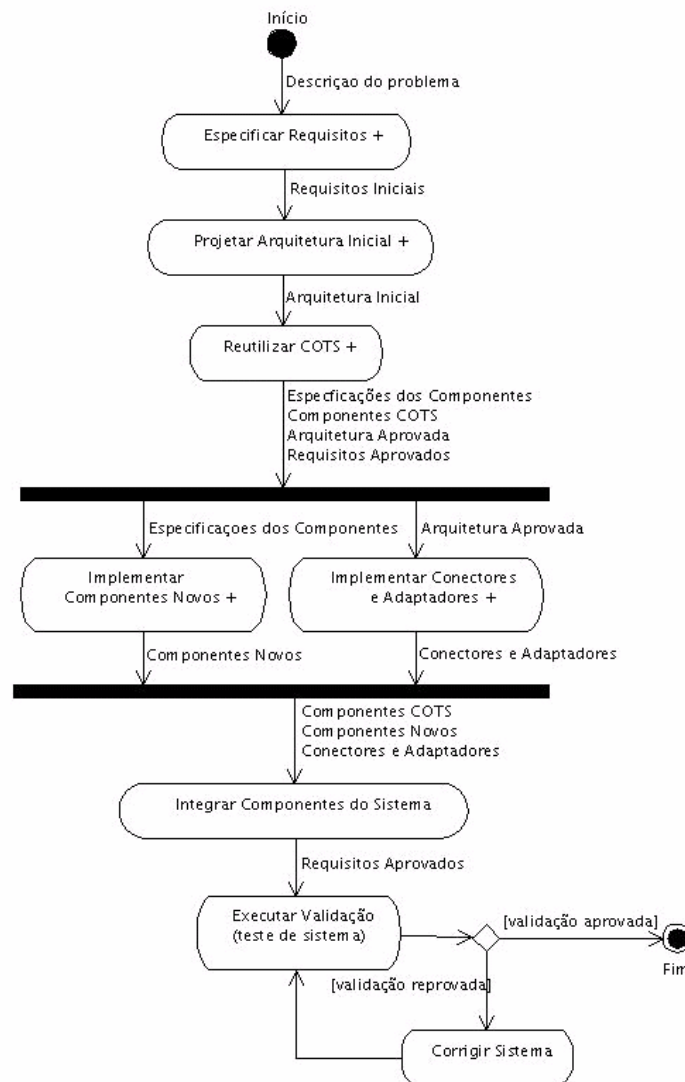 Início
Descriçao do problema
Especificar Requisitos +
Requisitos Iniciais
Projetar Arquitetura Inicial +
Arquitetura Inicial
Reutilizar COTS +
Especficações dos Componentes
Componentes COTS
Arquitetura Aprovada
Requisitos Aprovados
Especificaçoes dos Componentes
Arquitetura Aprovada
Implementar
Componentes Novos +
Implementar Conectores
e Adaptadores +
Componentes Novos
Conectores e Adaptadores
Componentes COTS
Componentes Novos
Conectores e Adaptadores
Integrar Componentes do Sistema
Requisitos Aprovados
Executar Validação
(teste de sistema)
[validação aprovada]
Fim
[validação reprovada]
Corrigir Sistema